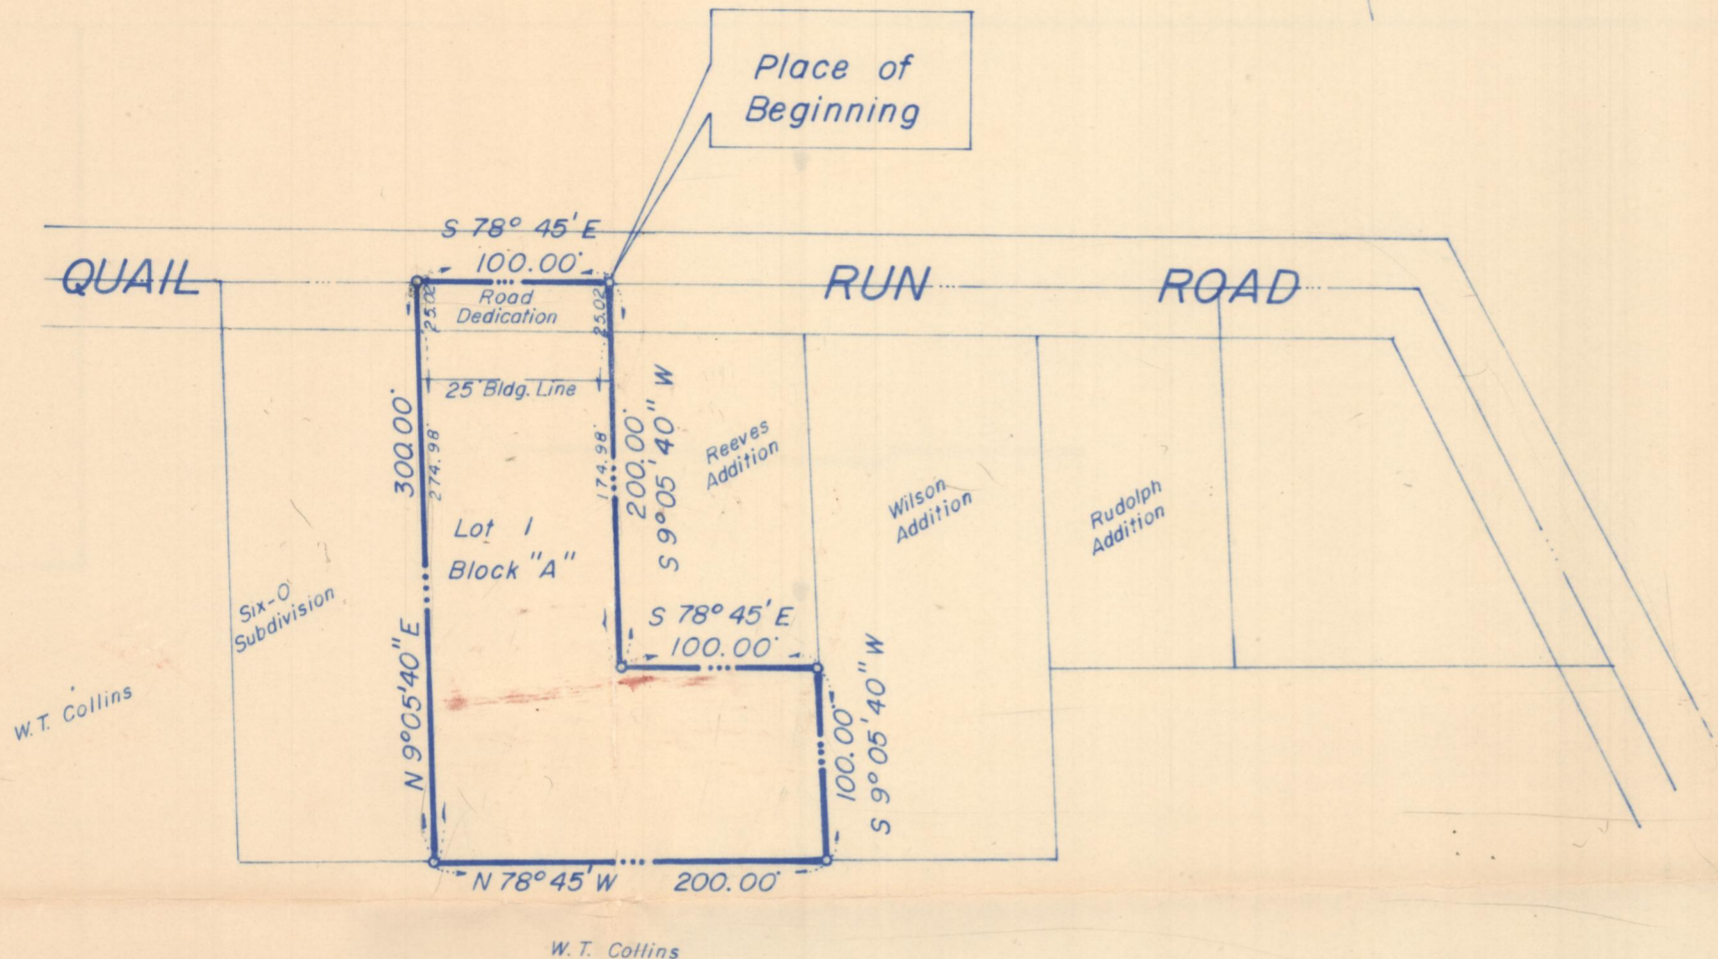 Place of
Beginning
S 78° 45' E
100.00'
QUAIL RUN ROAD
Road
Dedication
25.02'
25.02'
25' Bldg. Line
300.00'
274.98'
174.98'
200.00'
S 9° 05' 40" W
Reeves
Addition
Wilson
Addition
Rudolph
Addition
Lot 1
Block "A"
Six-O
Subdivision
S 78° 45' E
100.00'
N 9° 05' 40" E
100.00'
S 9° 05' 40" W
W. T. Collins
N 78° 45' W 200.00'
W. T. Collins